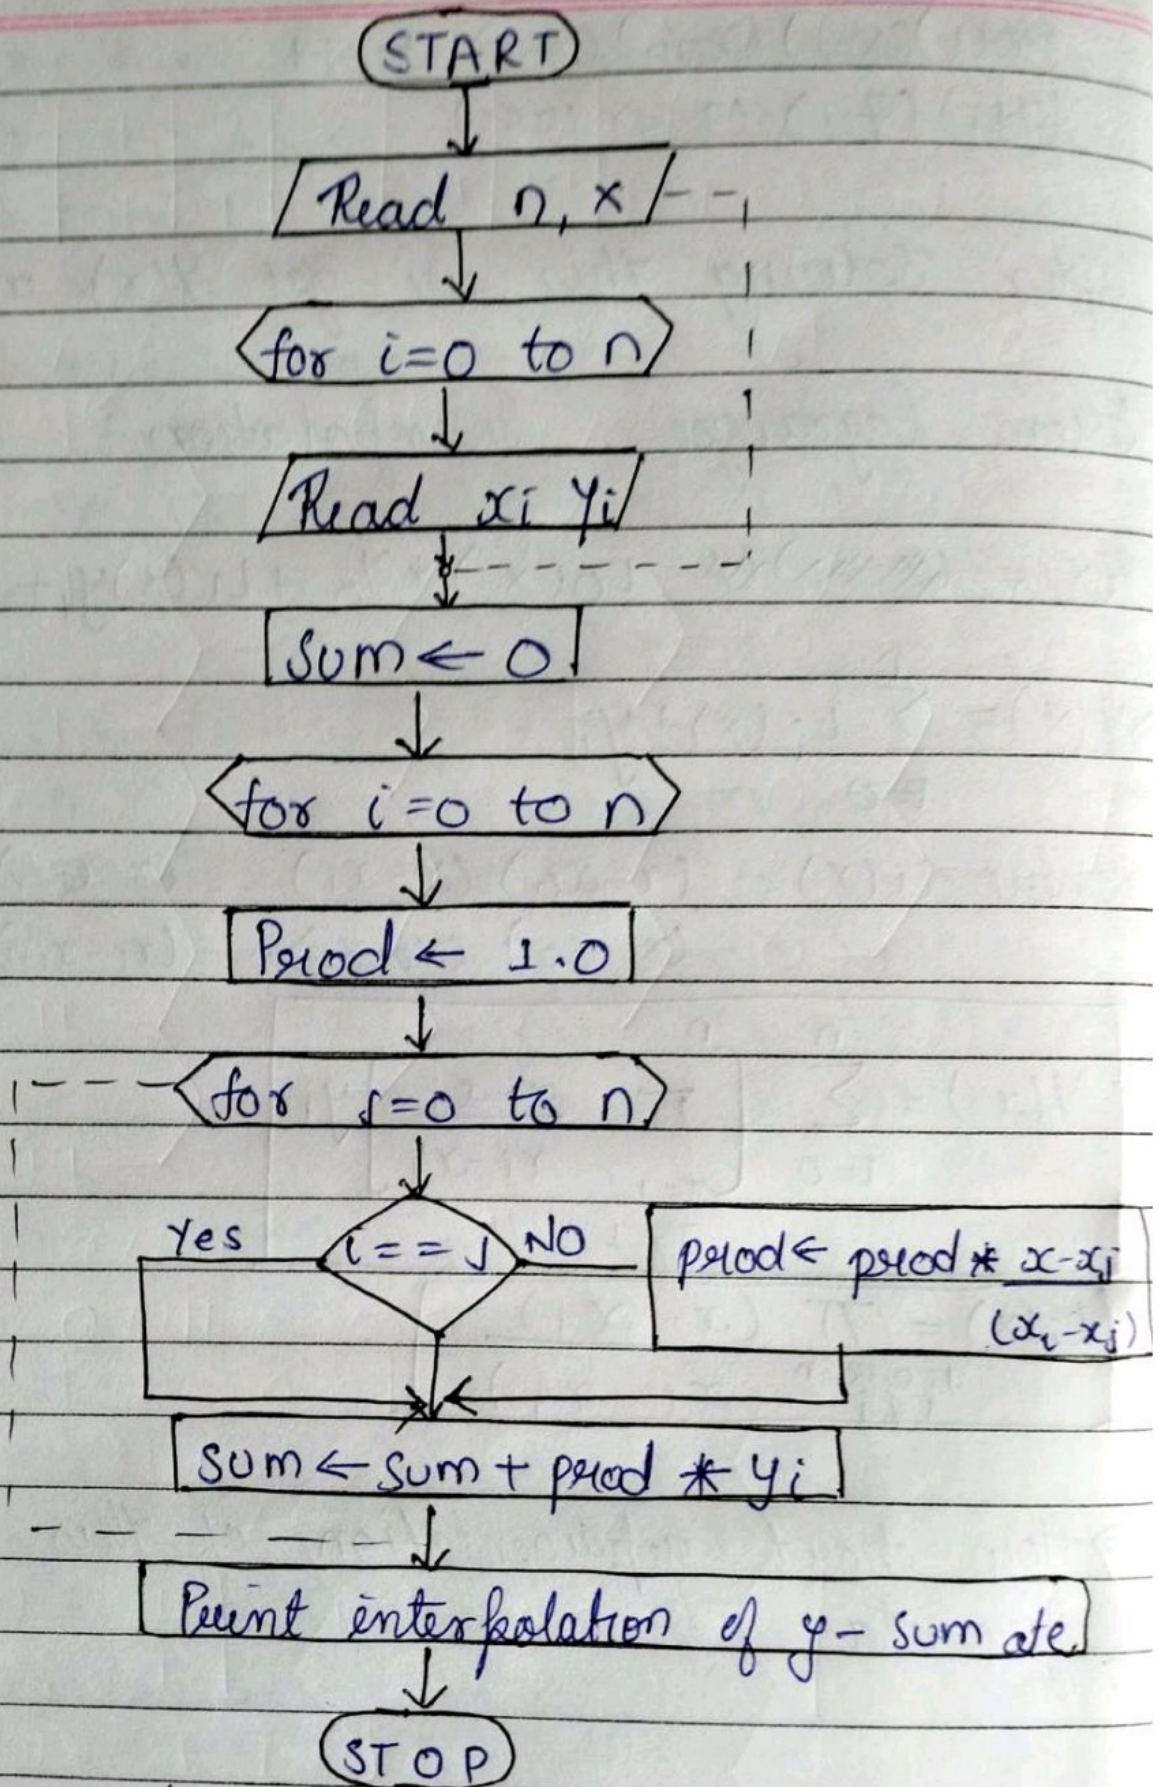 START
Read n, x
for i=0 to n
Read xi yi
Sum ← 0
for i=0 to n
Prod ← 1.0
for j=0 to n
Yes i==j NO
prod ← prod * x-xj
(xi-xj)
sum ← sum + prod * yi
Print interpolation of y- sum ate
STOP